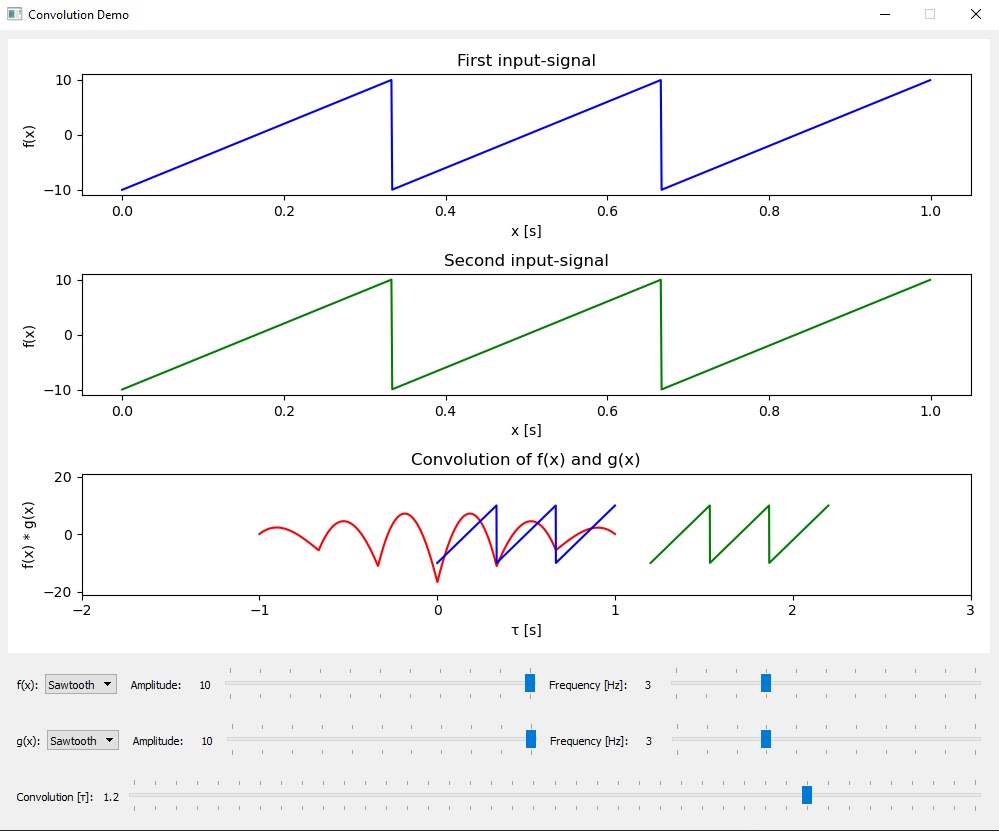 Convolution Demo
First input-signal
f(x)
10
0
−10
0.0 0.2 0.4 0.6 0.8 1.0
x [s]
Second input-signal
f(x)
10
0
−10
0.0 0.2 0.4 0.6 0.8 1.0
x [s]
Convolution of f(x) and g(x)
f(x) * g(x)
20
0
−20
−2 −1 0 1 2 3
τ [s]
f(x): Sawtooth Amplitude: 10 Frequency [Hz]: 3
g(x): Sawtooth Amplitude: 10 Frequency [Hz]: 3
Convolution [τ]: 1.2